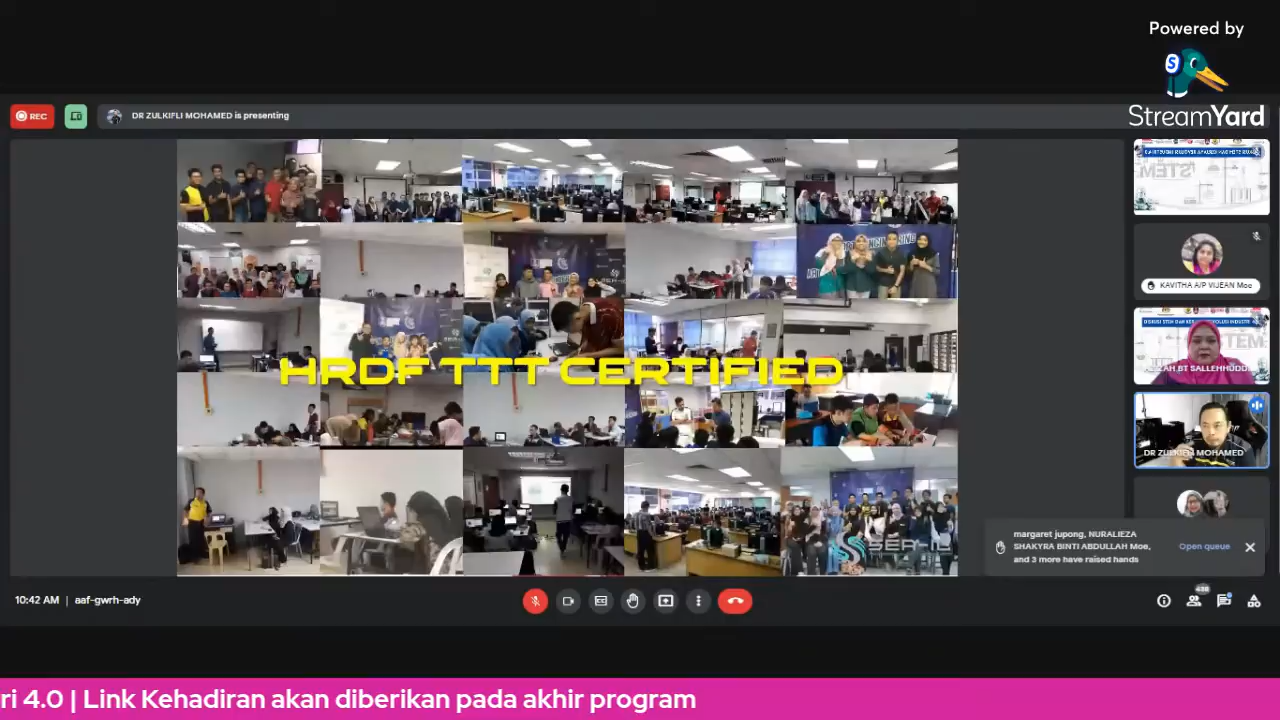 Powered by
StreamYard
REC
DR ZULKIFLI MOHAMED is presenting
KAVITHA A/P VIJEAN Moe
HRDF TTT CERTIFIED
DR ZULKIFLI MOHAMED
margaret jupong, NURALIEZA
SHAKYRA BINTI ABDULLAH Moe,
and 3 more have raised hands
Open queue
10:42 AM | aaf-gwrh-ady
ri 4.0 | Link Kehadiran akan diberikan pada akhir program